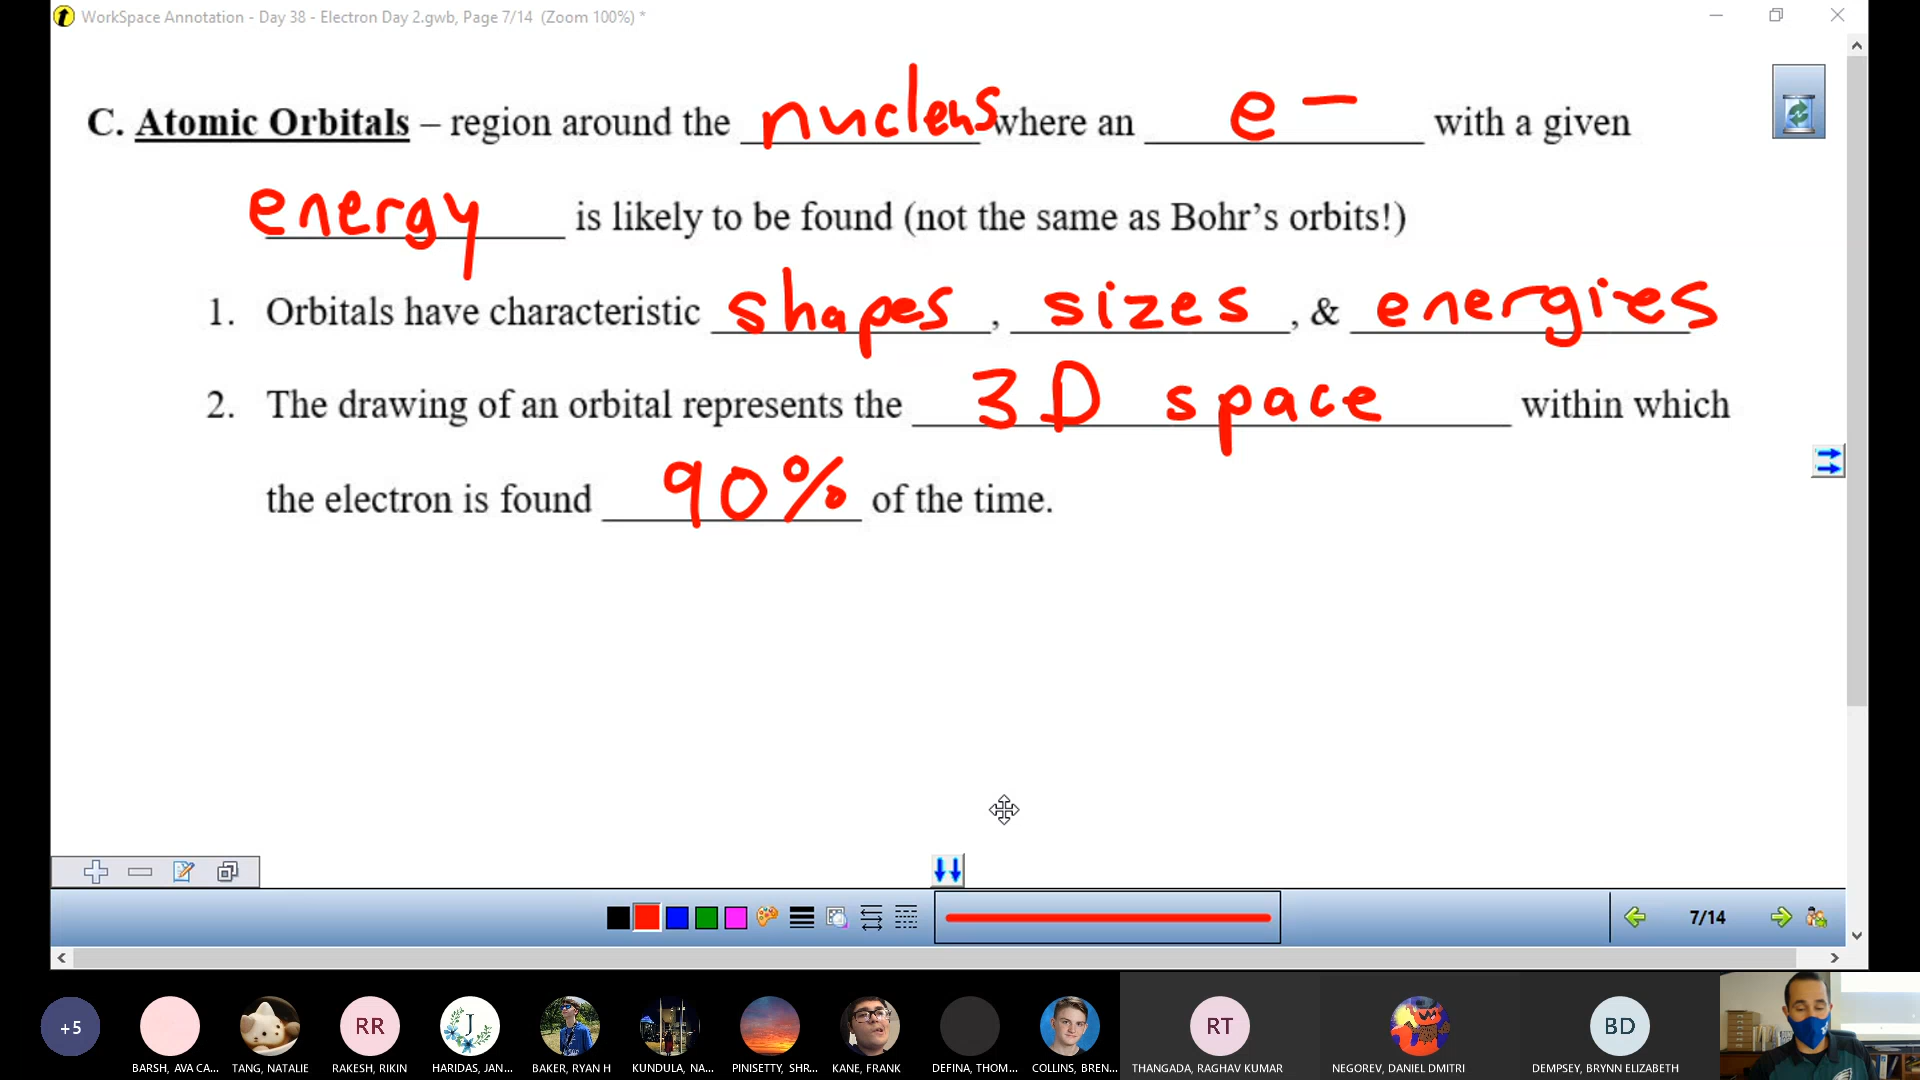 WorkSpace Annotation - Day 38 - Electron Day 2.gwb, Page 7/14 (Zoom 100%) *
C. Atomic Orbitals – region around the nucleus where an e- with a given
energy is likely to be found (not the same as Bohr's orbits!)
1. Orbitals have characteristic shapes, sizes, & energies
2. The drawing of an orbital represents the 3D space within which
the electron is found 90% of the time.
7/14
+5
RR
J
RT
BD
BARSH, AVA CA...
TANG, NATALIE
RAKESH, RIKIN
HARIDAS, JAN...
BAKER, RYAN H
KUNDULA, NA...
PINISETTY, SHR...
KANE, FRANK
DEFINA, THOM...
COLLINS, BREN...
THANGADA, RAGHAV KUMAR
NEGOREV, DANIEL DMITRI
DEMPSEY, BRYNN ELIZABETH